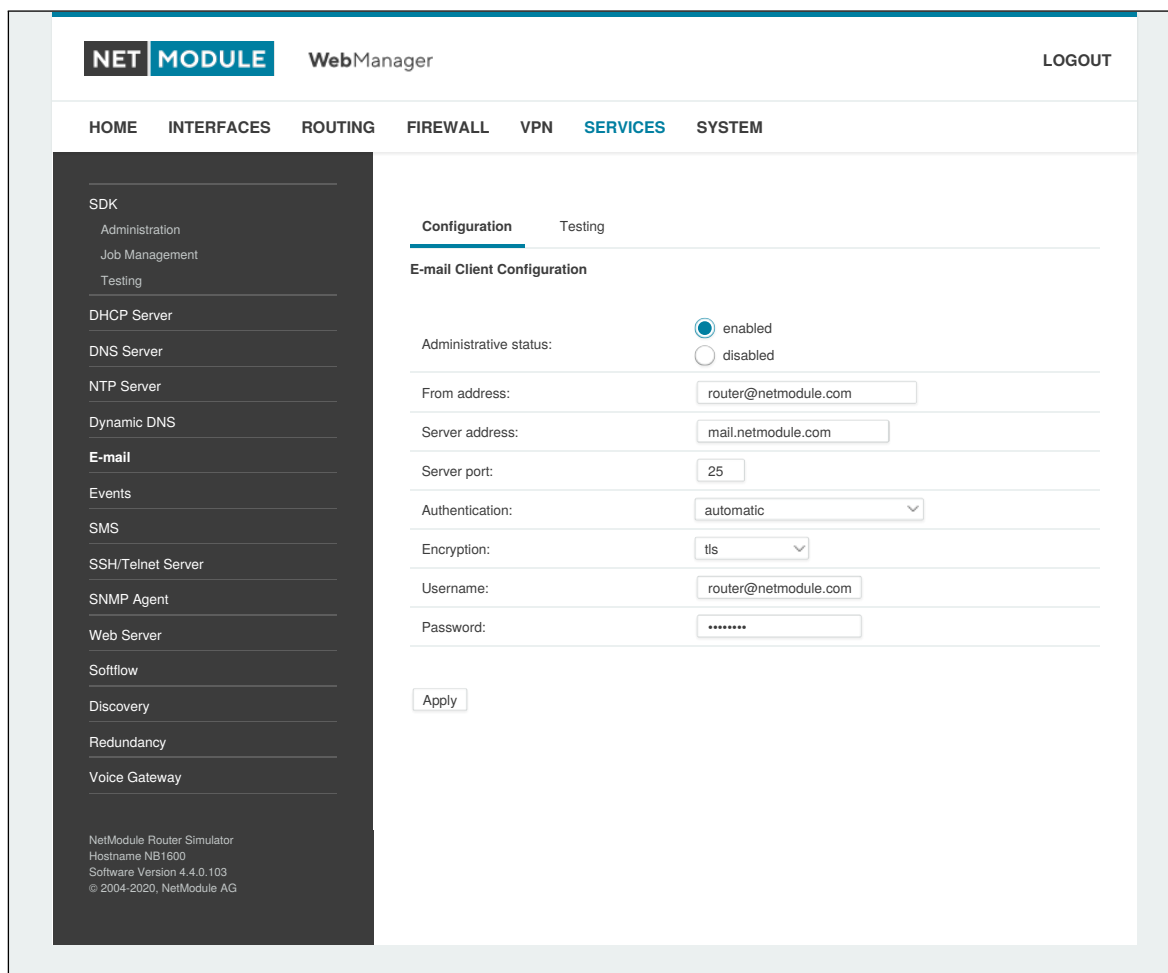 NET MODULE WebManager LOGOUT
HOME INTERFACES ROUTING FIREWALL VPN SERVICES SYSTEM
SDK
Administration
Job Management
Testing
DHCP Server
DNS Server
NTP Server
Dynamic DNS
E-mail
Events
SMS
SSH/Telnet Server
SNMP Agent
Web Server
Softflow
Discovery
Redundancy
Voice Gateway
NetModule Router Simulator
Hostname NB1600
Software Version 4.4.0.103
© 2004-2020, NetModule AG
Configuration Testing
E-mail Client Configuration
Administrative status:
enabled
disabled
From address: router@netmodule.com
Server address: mail.netmodule.com
Server port: 25
Authentication: automatic
Encryption: tls
Username: router@netmodule.com
Password: ••••••••
Apply